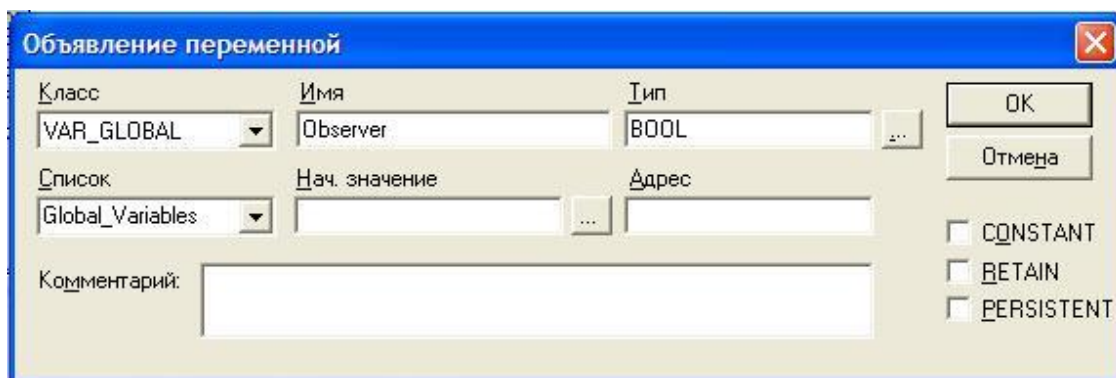 Объявление переменной
Класс Имя Тип
VAR_GLOBAL Observer BOOL ... OK
Отмена
Список Нач. значение Адрес
Global_Variables ...
CONSTANT
Комментарий: RETAIN
PERSISTENT